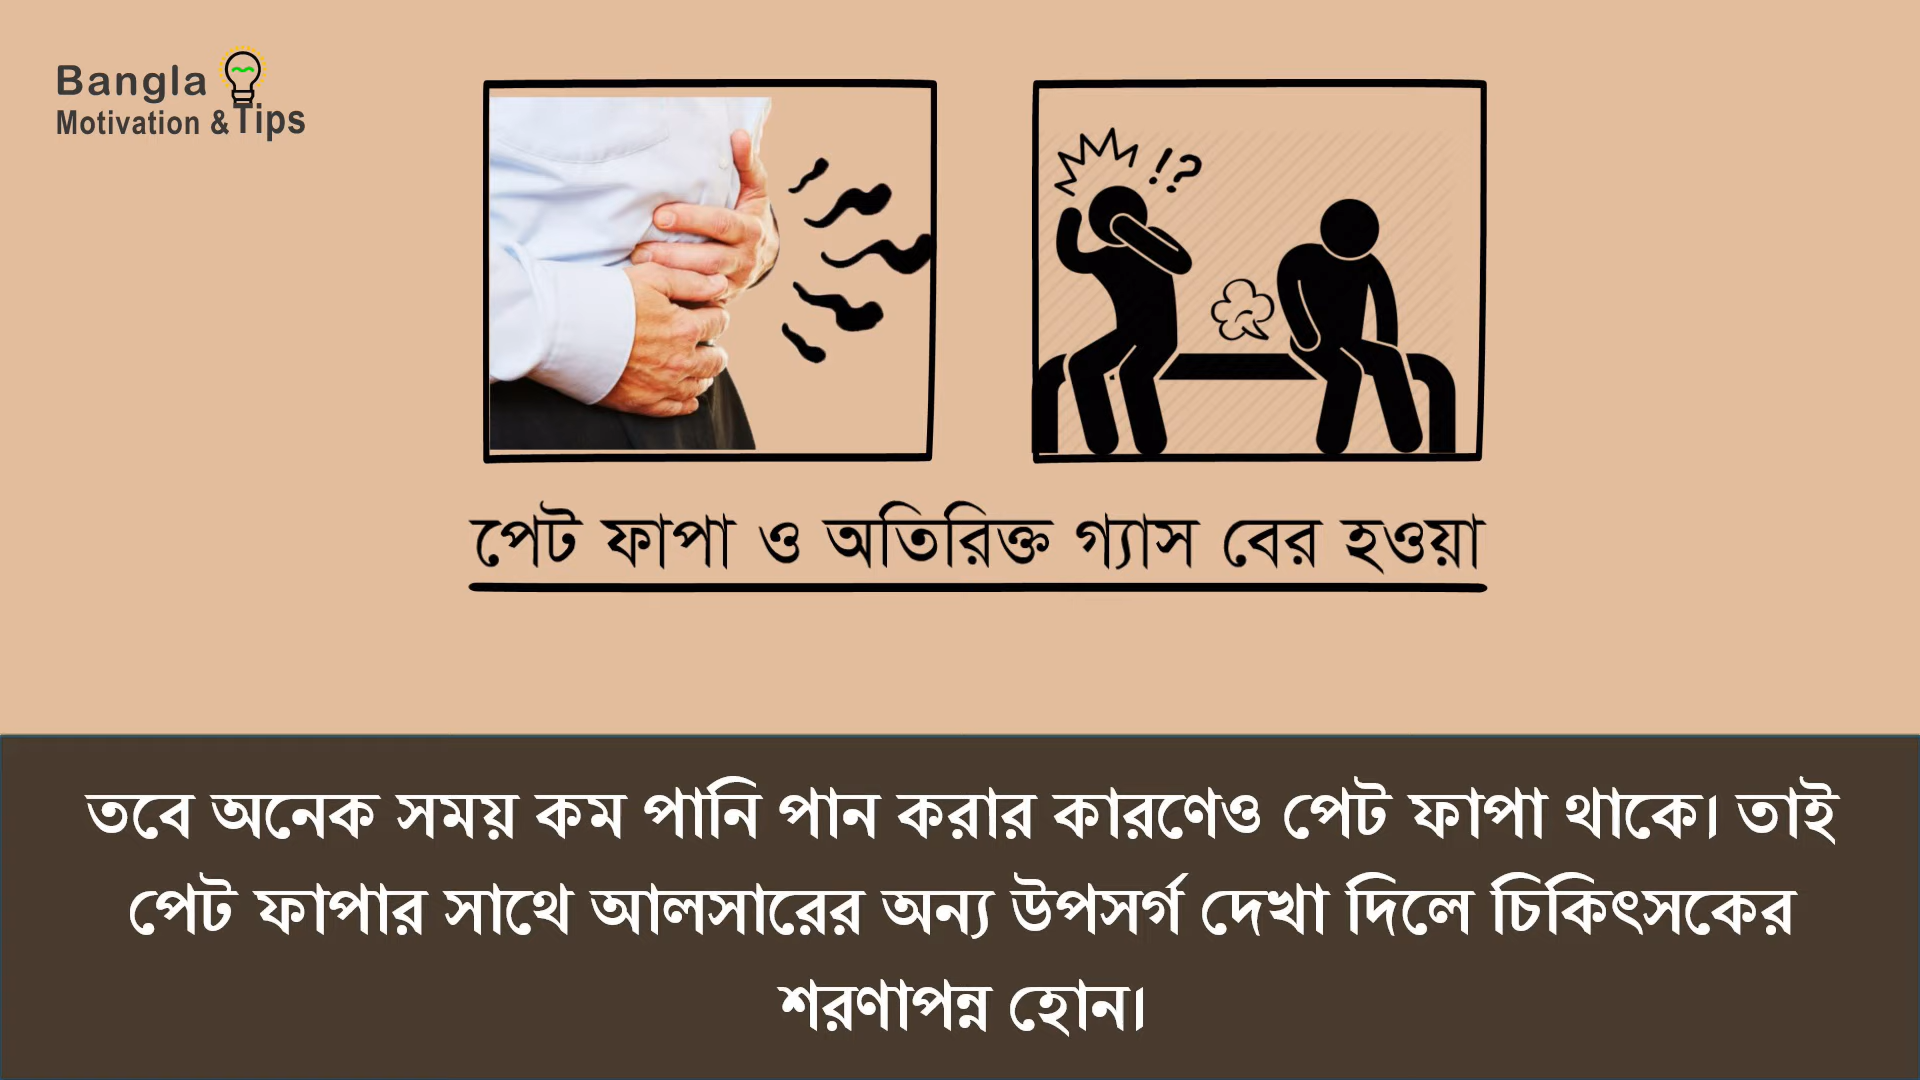 Bangla
Motivation & Tips
!?
পেট ফাপা ও অতিরিক্ত গ্যাস বের হওয়া
তবে অনেক সময় কম পানি পান করার কারণেও পেট ফাপা থাকে। তাই
পেট ফাপার সাথে আলসারের অন্য উপসর্গ দেখা দিলে চিকিৎসকের
শরণাপন্ন হোন।